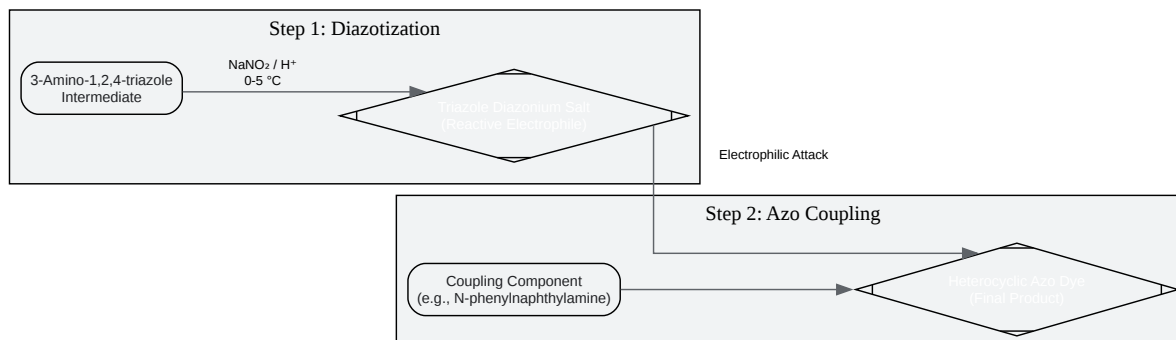 Step 1: Diazotization
3-Amino-1,2,4-triazole
Intermediate
NaNO₂ / H⁺
0-5 °C
Triazole Diazonium Salt
(Reactive Electrophile)
Electrophilic Attack
Step 2: Azo Coupling
Coupling Component
(e.g., N-phenylnaphthylamine)
Heterocyclic Azo Dye
(Final Product)